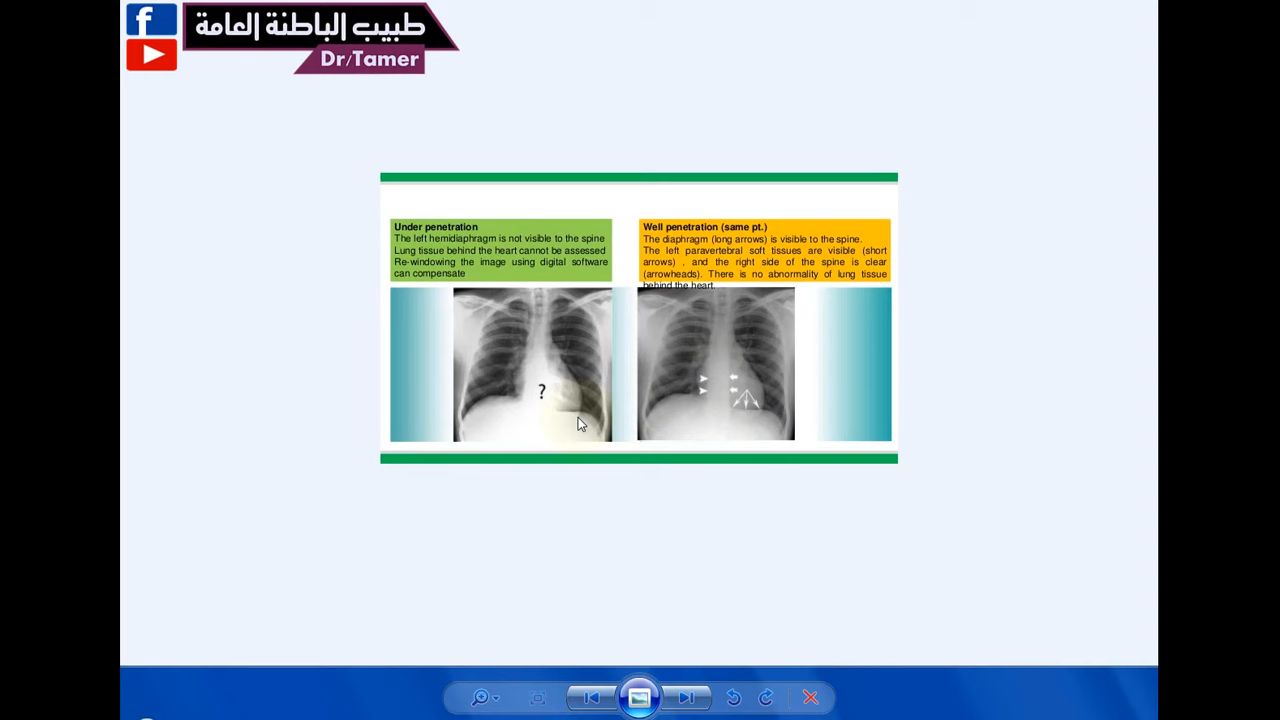 طبيب الباطنة العامة
Dr/Tamer
Under penetration
The left hemidiaphragm is not visible to the spine
Lung tissue behind the heart cannot be assessed
Re-windowing the image using digital software
can compensate
Well penetration (same pt.)
The diaphragm (long arrows) is visible to the spine.
The left paravertebral soft tissues are visible (short
arrows) , and the right side of the spine is clear
(arrowheads). There is no abnormality of lung tissue
behind the heart.
?